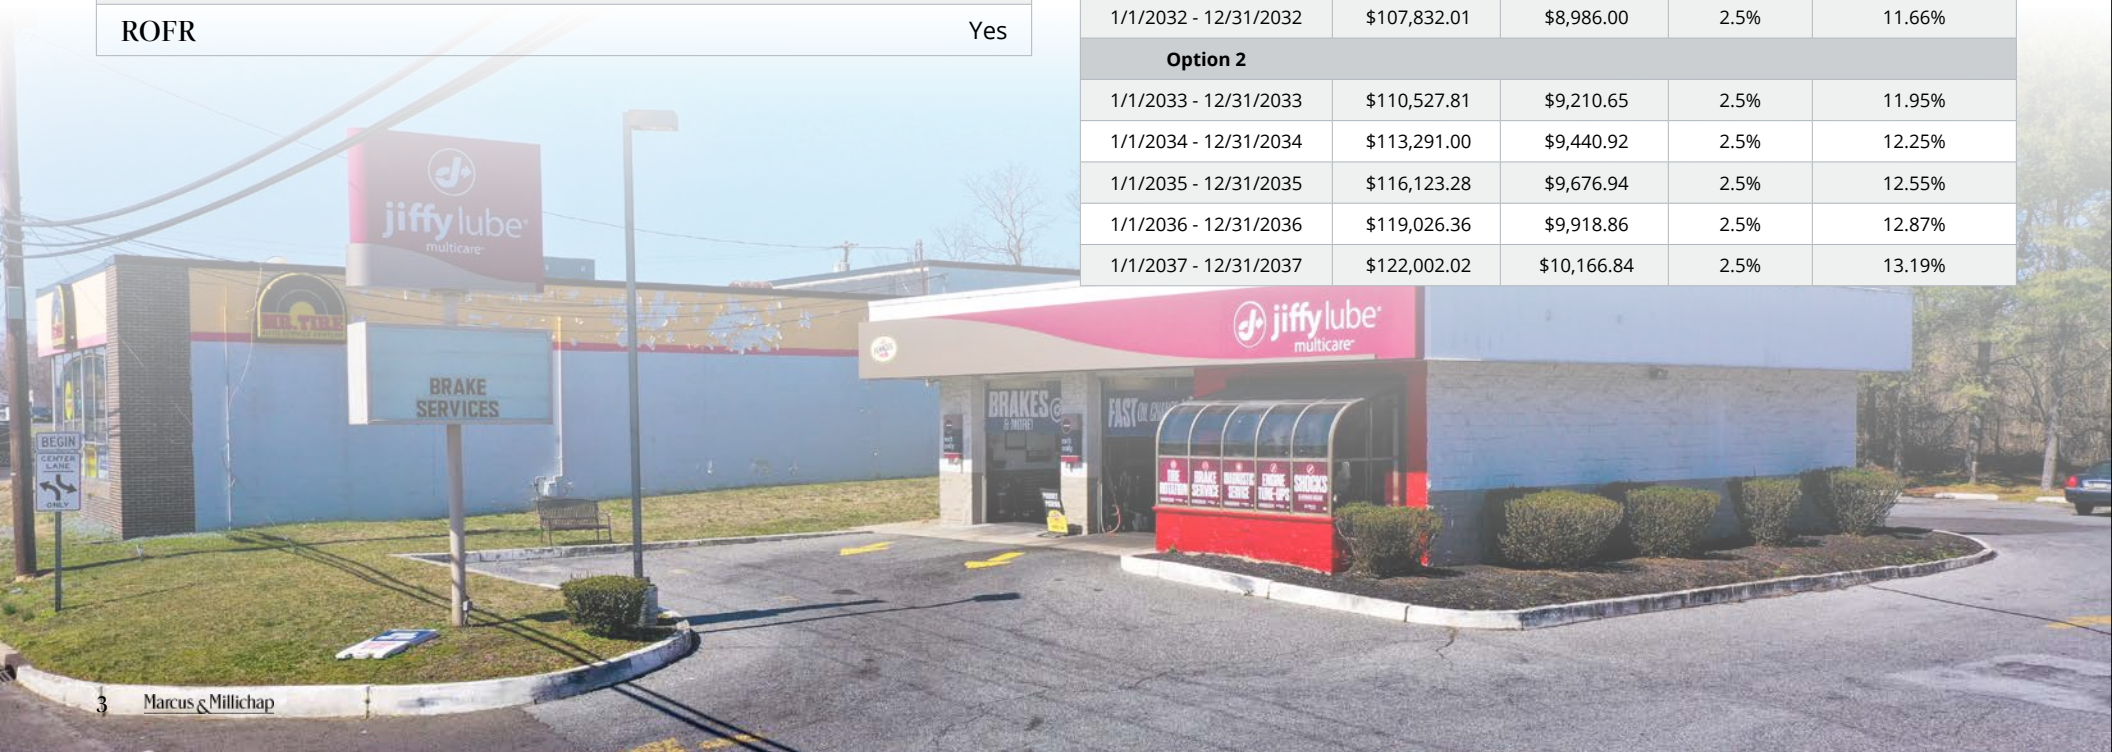 ROFR Yes
1/1/2032 - 12/31/2032 $107,832.01 $8,986.00 2.5% 11.66%
Option 2
1/1/2033 - 12/31/2033 $110,527.81 $9,210.65 2.5% 11.95%
1/1/2034 - 12/31/2034 $113,291.00 $9,440.92 2.5% 12.25%
1/1/2035 - 12/31/2035 $116,123.28 $9,676.94 2.5% 12.55%
1/1/2036 - 12/31/2036 $119,026.36 $9,918.86 2.5% 12.87%
1/1/2037 - 12/31/2037 $122,002.02 $10,166.84 2.5% 13.19%
jiffy lube
multicare
MR. TIRE
BRAKE
SERVICES
jiffy lube
multicare
BRAKES
& MORE!
FAST OIL
BEGIN
CENTER
LANE
ONLY
TIRE
ROTATION
BRAKE
SERVICE
DIAGNOSTIC
SERVICE
ENGINE
TUNE-UPS
SHOCKS
3 Marcus & Millichap